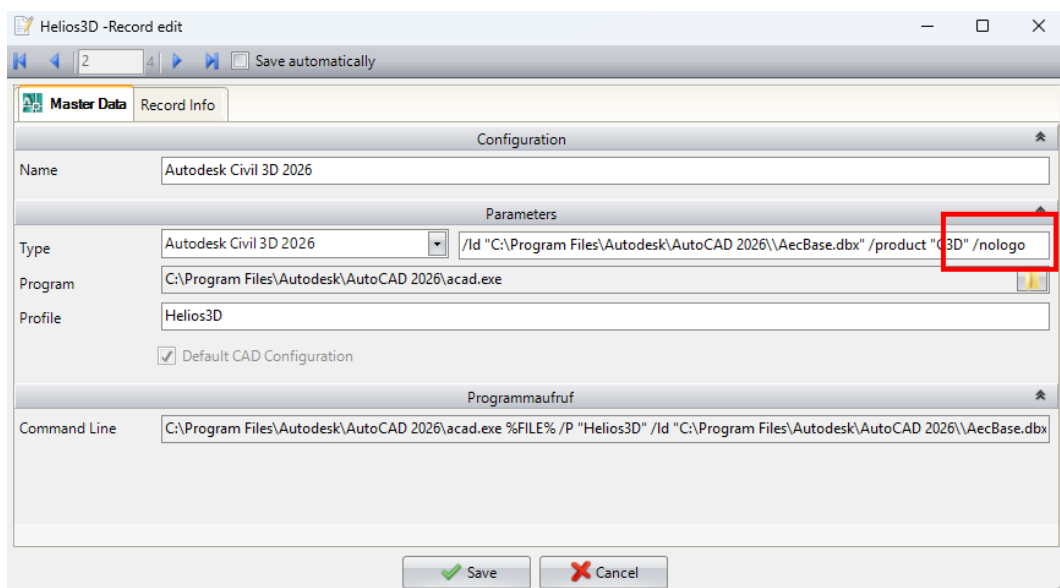 Helios3D -Record edit
2 4 Save automatically
Master Data Record Info
Configuration
Name Autodesk Civil 3D 2026
Parameters
Type Autodesk Civil 3D 2026 /ld "C:\Program Files\Autodesk\AutoCAD 2026\\AecBase.dbx" /product "C3D" /nologo
Program C:\Program Files\Autodesk\AutoCAD 2026\acad.exe
Profile Helios3D
Default CAD Configuration
Programmaufruf
Command Line C:\Program Files\Autodesk\AutoCAD 2026\acad.exe %FILE% /P "Helios3D" /ld "C:\Program Files\Autodesk\AutoCAD 2026\\AecBase.dbx
Save Cancel